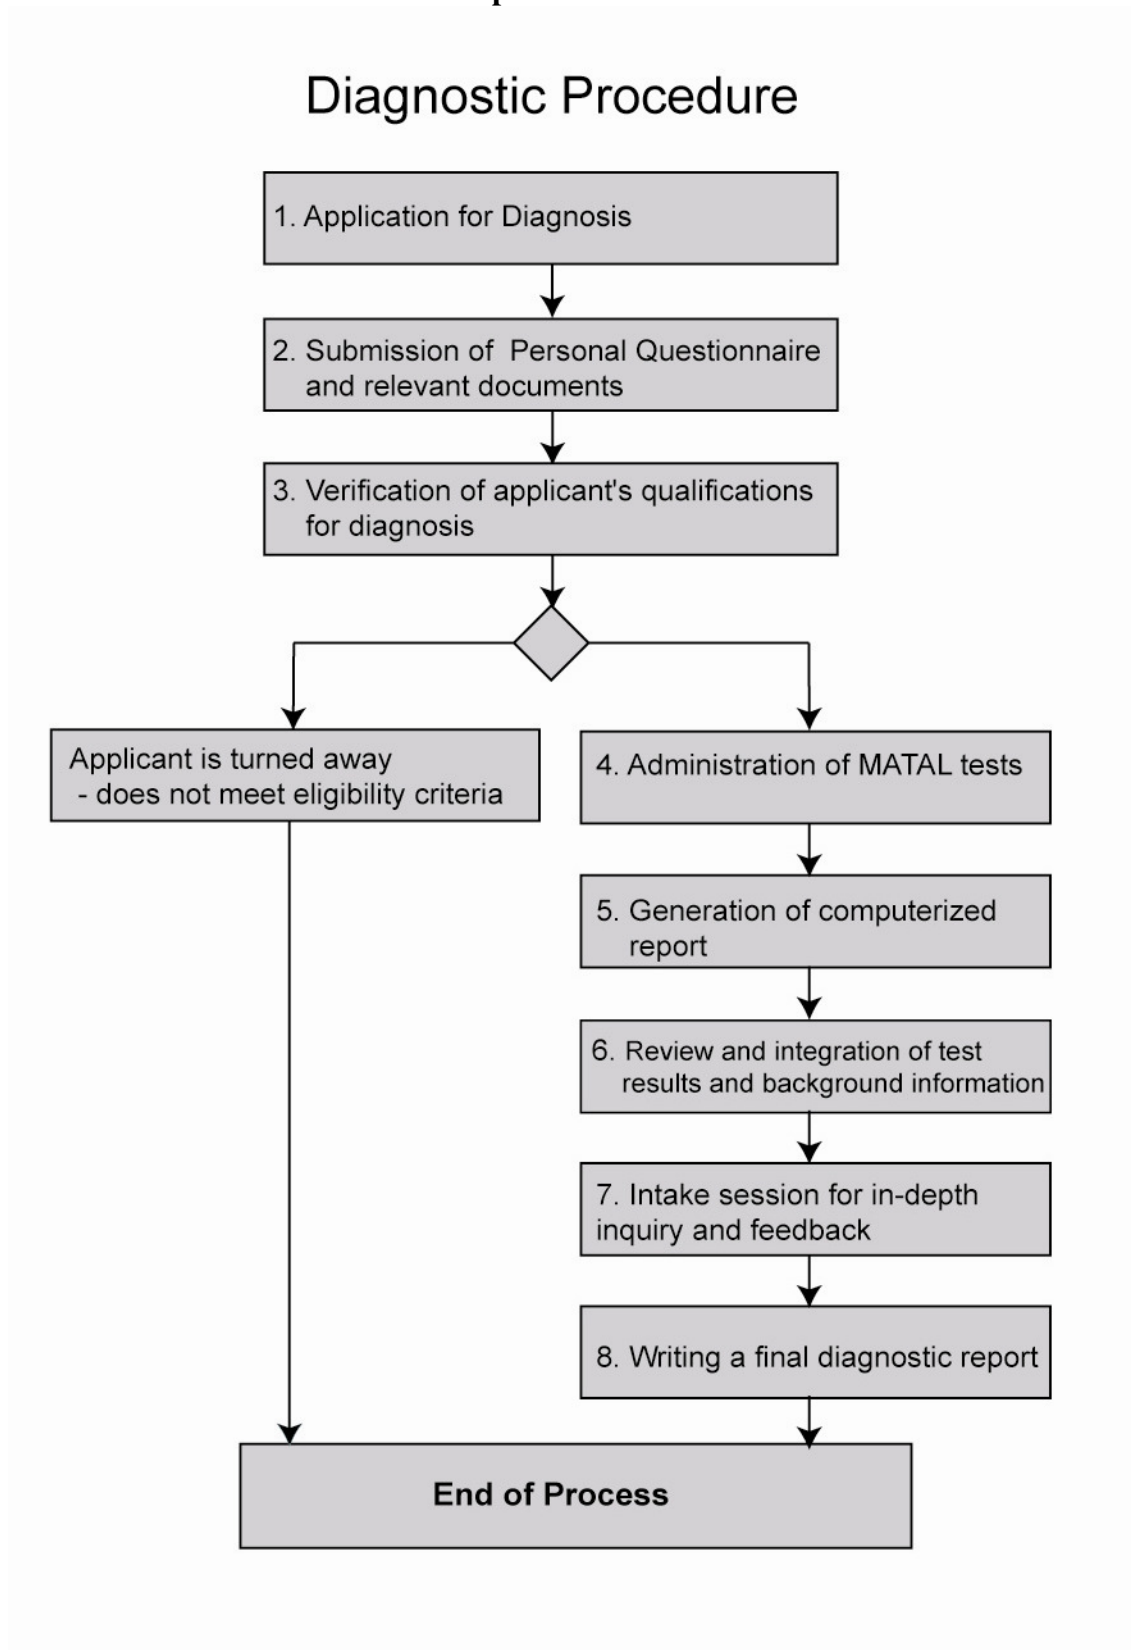 Diagnostic Procedure
1. Application for Diagnosis
2. Submission of Personal Questionnaire
and relevant documents
3. Verification of applicant's qualifications
for diagnosis
Applicant is turned away
- does not meet eligibility criteria
4. Administration of MATAL tests
5. Generation of computerized
report
6. Review and integration of test
results and background information
7. Intake session for in-depth
inquiry and feedback
8. Writing a final diagnostic report
End of Process